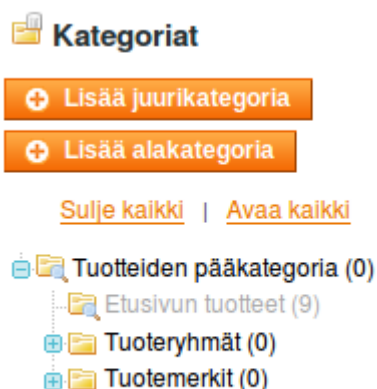 Kategoriat
Lisää juurikategoria
Lisää alakategoria
Sulje kaikki | Avaa kaikki
Tuotteiden pääkategoria (0)
Etusivun tuotteet (9)
Tuoteryhmät (0)
Tuotemerkit (0)